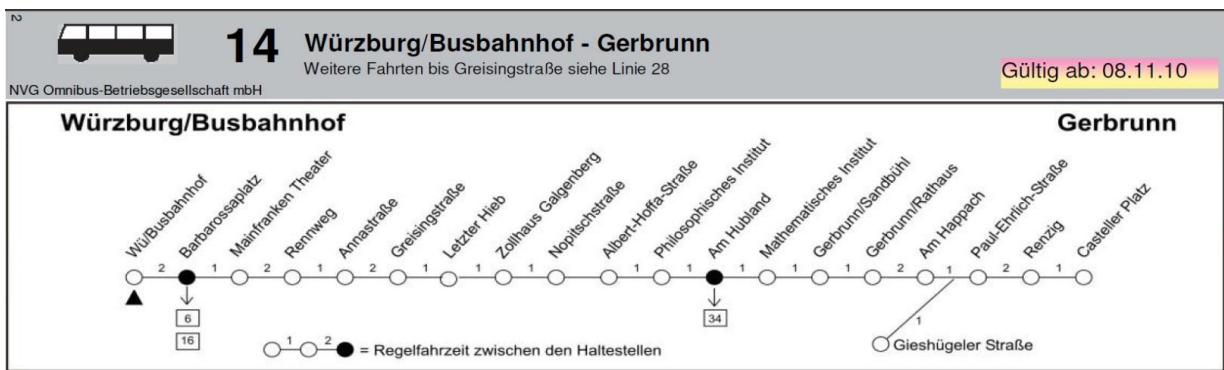 2
14
Würzburg/Busbahnhof - Gerbrunn
Weitere Fahrten bis Greisingstraße siehe Linie 28
NVG Omnibus-Betriebsgesellschaft mbH
Gültig ab: 08.11.10
Würzburg/Busbahnhof
Gerbrunn
Wü/Busbahnhof
Barbarossaplatz
Mainfranken Theater
Rennweg
Annastraße
Greisingstraße
Letzter Hieb
Zollhaus Galgenberg
Nopitschstraße
Albert-Hoffa-Straße
Philosophisches Institut
Am Hubland
Mathematisches Institut
Gerbrunn/Sandbühl
Gerbrunn/Rathaus
Am Happach
Paul-Ehrlich-Straße
Renzig
Casteller Platz
2 1 2 1 2 1 1 1 1 1 1 1 1 1 2 1 2 1
6
16
34
1
Gieshügeler Straße
1 2 = Regelfahrzeit zwischen den Haltestellen